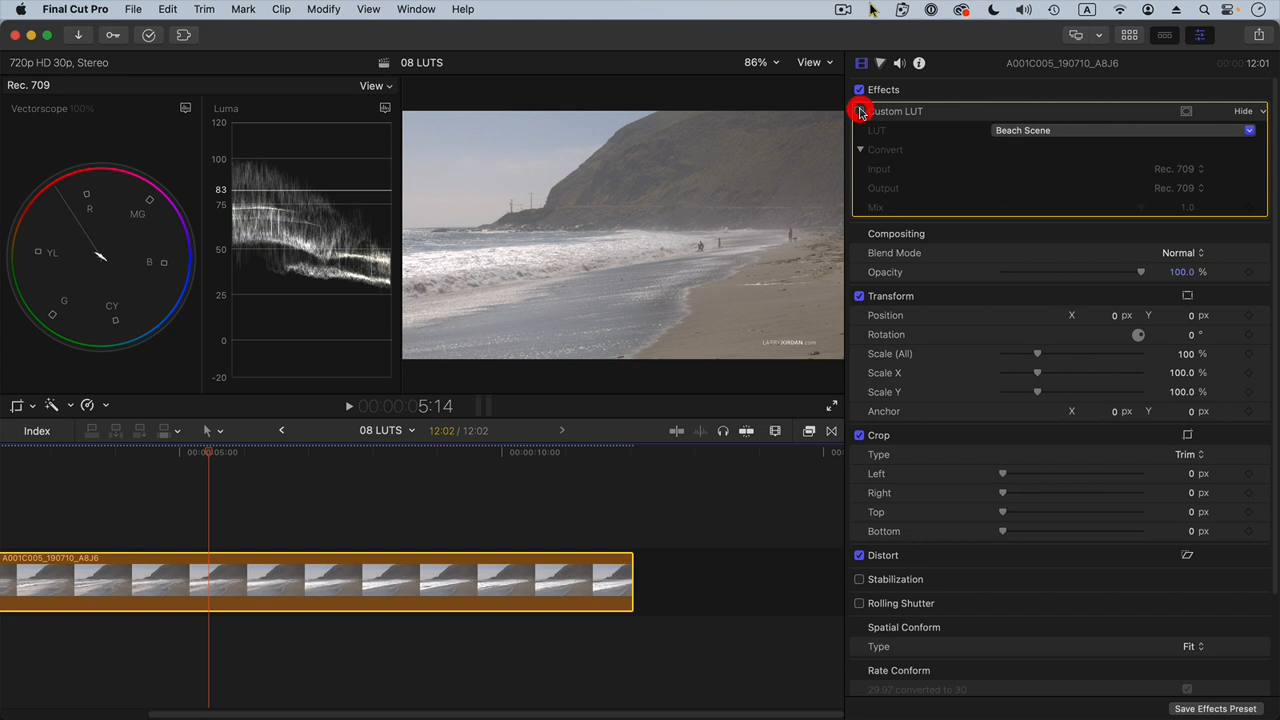 Final Cut Pro File Edit Trim Mark Clip Modify View Window Help
A
720p HD 30p, Stereo
08 LUTS
86%
View
A001C005_190710_A8J6
00:00 12:01
Rec. 709
View
Vectorscope 100%
Luma
120
100
83
75
50
25
0
-20
R
MG
YL
B
G
CY
LARRYJORDAN.com
Effects
Custom LUT
Hide
LUT
Beach Scene
Convert
Input
Rec. 709
Output
Rec. 709
Mix
1.0
Compositing
Blend Mode
Normal
Opacity
100.0 %
Transform
Position
X 0 px Y 0 px
Rotation
0 °
Scale (All)
100 %
Scale X
100.0 %
Scale Y
100.0 %
Anchor
X 0 px Y 0 px
Crop
Type
Trim
Left
0 px
Right
0 px
Top
0 px
Bottom
0 px
Distort
Stabilization
Rolling Shutter
Spatial Conform
Type
Fit
Rate Conform
29.97 converted to 30
Save Effects Preset
00:00:00 5:14
Index
08 LUTS
12:02 / 12:02
00:00:05:00
00:00:10:00
A001C005_190710_A8J6